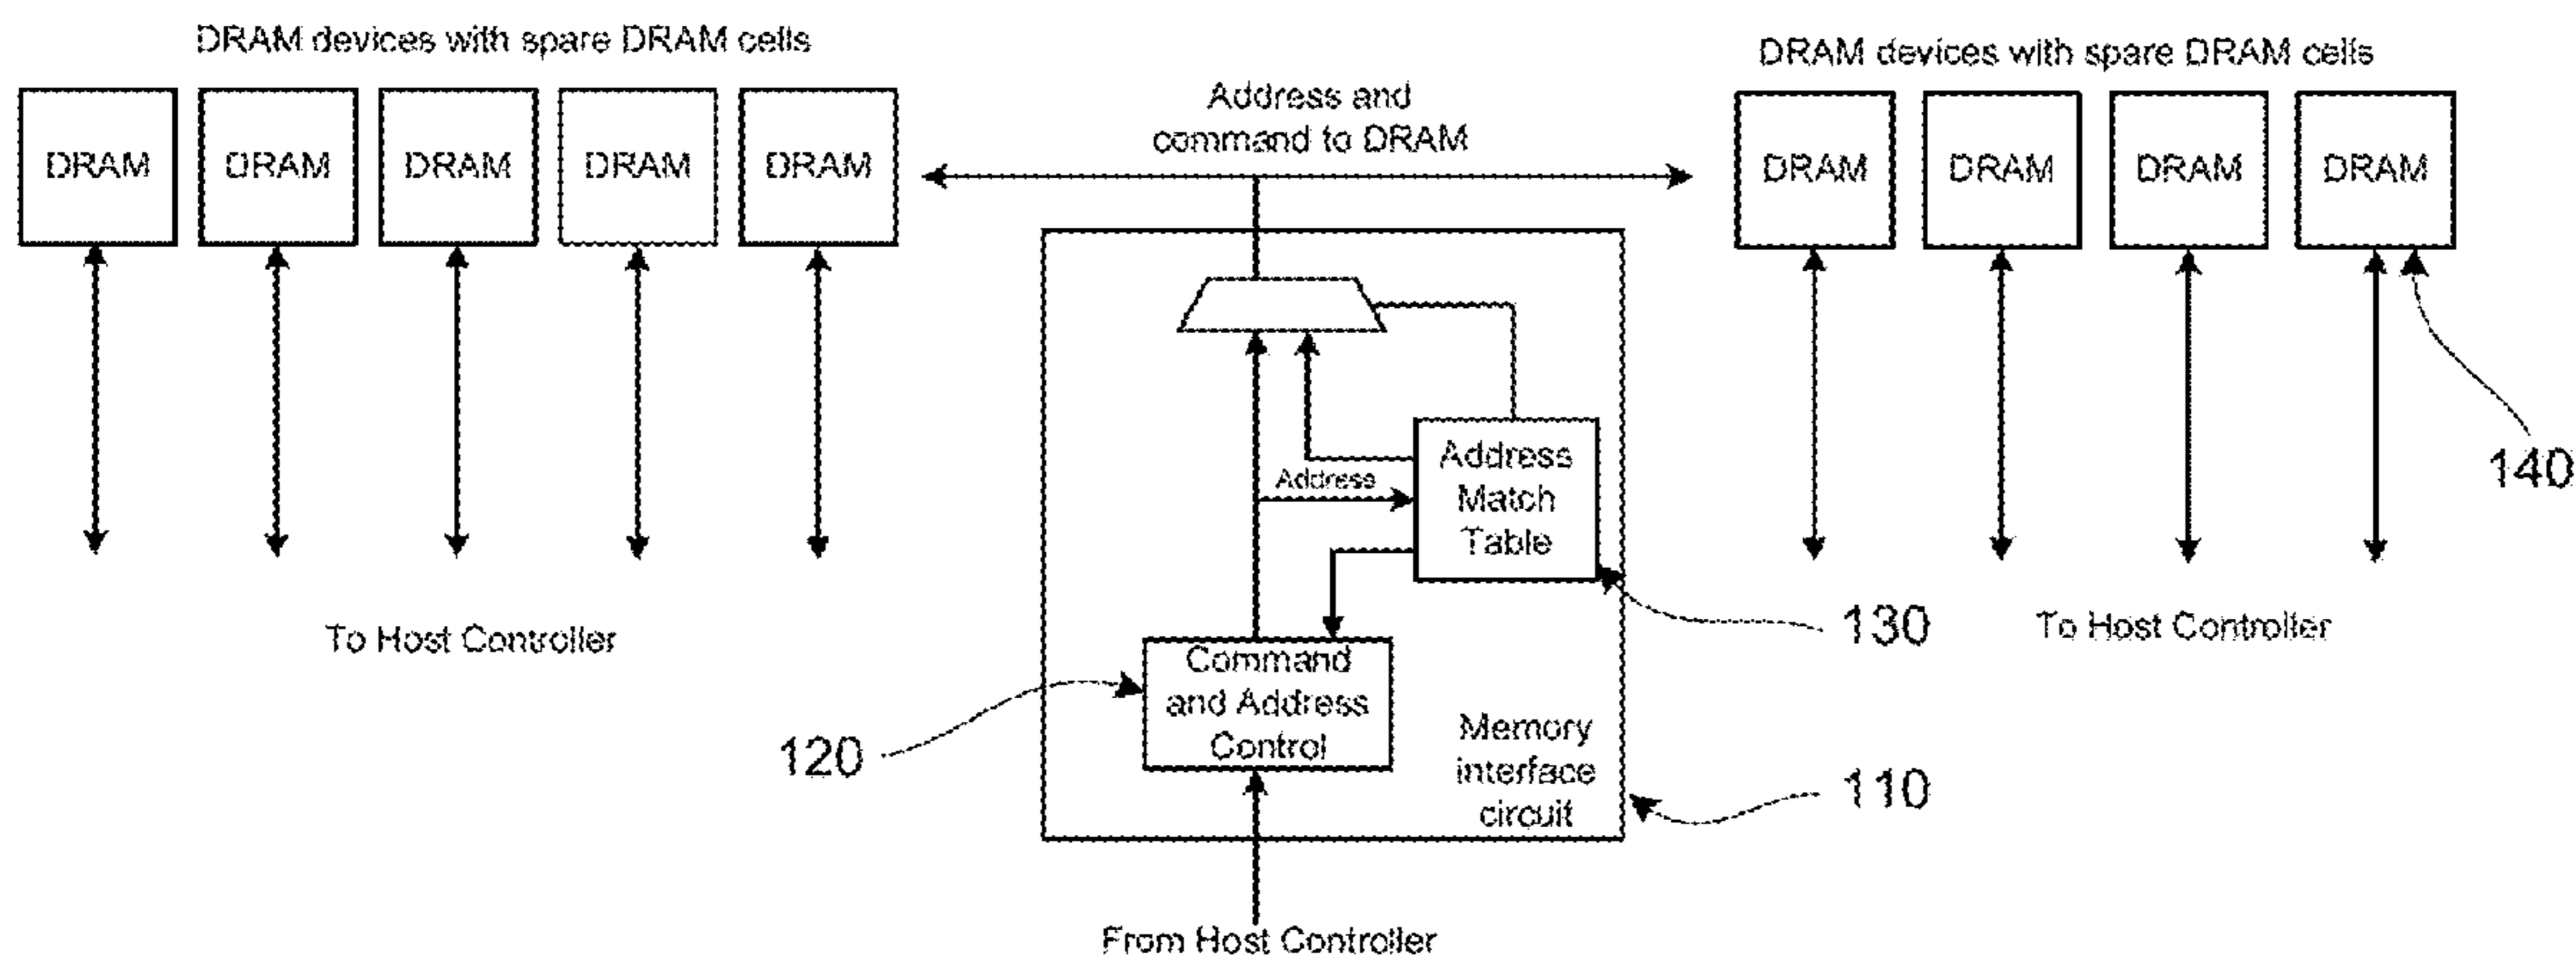 DRAM devices with spare DRAM cells
DRAM devices with spare DRAM cells
Address and
command to DRAM
DRAM
DRAM
DRAM
DRAM
DRAM
DRAM
DRAM
DRAM
DRAM
140
Address
Match
Table
Address
130
To Host Controller
To Host Controller
Command
and Address
Control
120
Memory
interface
circuit
110
From Host Controller